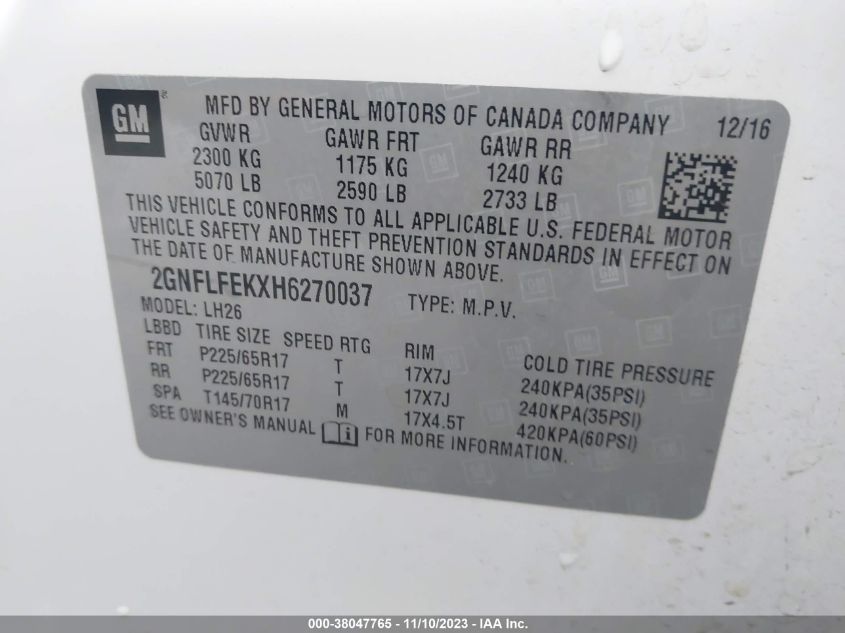 GM
MFD BY GENERAL MOTORS OF CANADA COMPANY 12/16
GVWR GAWR FRT GAWR RR
2300 KG 1175 KG 1240 KG
5070 LB 2590 LB 2733 LB
THIS VEHICLE CONFORMS TO ALL APPLICABLE U.S. FEDERAL MOTOR
VEHICLE SAFETY AND THEFT PREVENTION STANDARDS IN EFFECT ON
THE DATE OF MANUFACTURE SHOWN ABOVE.
2GNFLFEKXH6270037 TYPE: M.P.V.
MODEL: LH26
LBBD TIRE SIZE SPEED RTG RIM COLD TIRE PRESSURE
FRT P225/65R17 T 17X7J 240KPA(35PSI)
RR P225/65R17 T 17X7J 240KPA(35PSI)
SPA T145/70R17 M 17X4.5T 420KPA(60PSI)
SEE OWNER'S MANUAL FOR MORE INFORMATION.
000-38047765 - 11/10/2023 - IAA Inc.